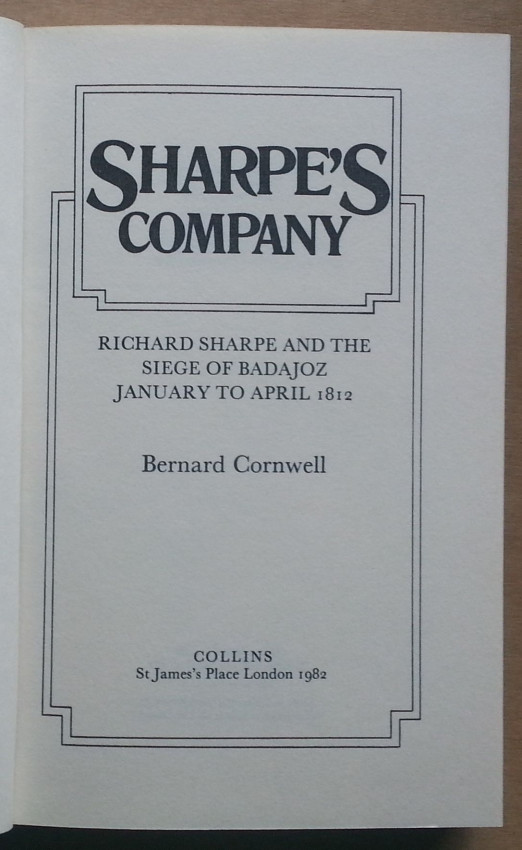 SHARPE'S
COMPANY
RICHARD SHARPE AND THE
SIEGE OF BADAJOZ
JANUARY TO APRIL 1812
Bernard Cornwell
COLLINS
St James's Place London 1982